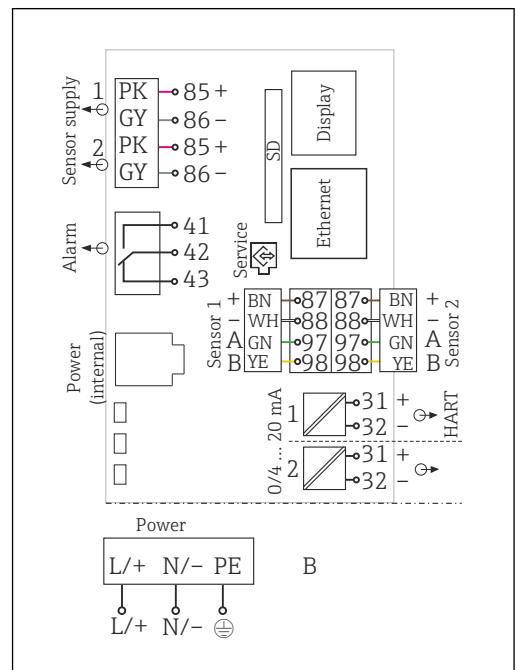 Sensor supply
1 PK 85 +
GY 86 -
2 PK 85 +
GY 86 -
Alarm
41
42
43
Power
(internal)
SD
Display
Ethernet
Service
Sensor 1
+ BN 87 87 BN +
- WH 88 88 WH -
A GN 97 97 GN A
B YE 98 98 YE B
Sensor 2
0/4 ... 20 mA
1 31 +
32 -
HART
2 31 +
32 -
Power
L/+ N/- PE
B
L/+ N/-